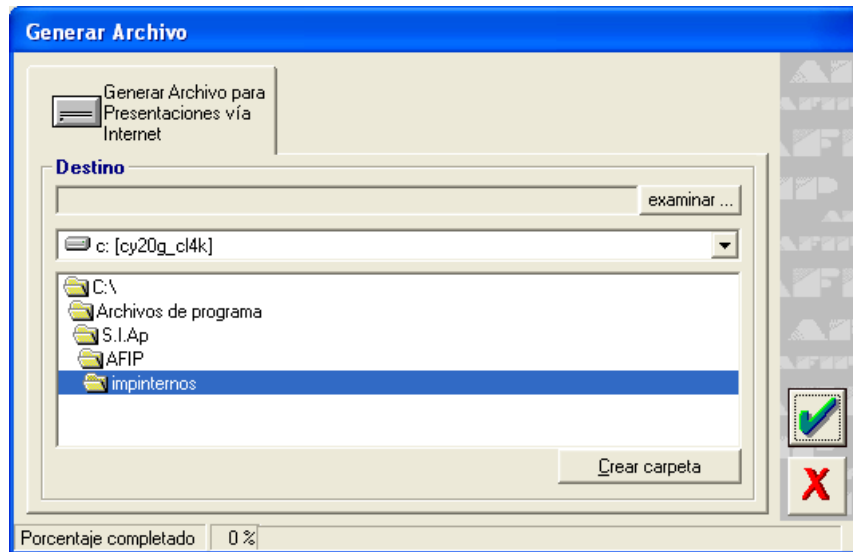 Generar Archivo
Generar Archivo para
Presentaciones vía
Internet
Destino
examinar ...
c: [cy20g_cl4k]
C:\
Archivos de programa
S.I.Ap
AFIP
impinternos
Crear carpeta
Porcentaje completado 0 %